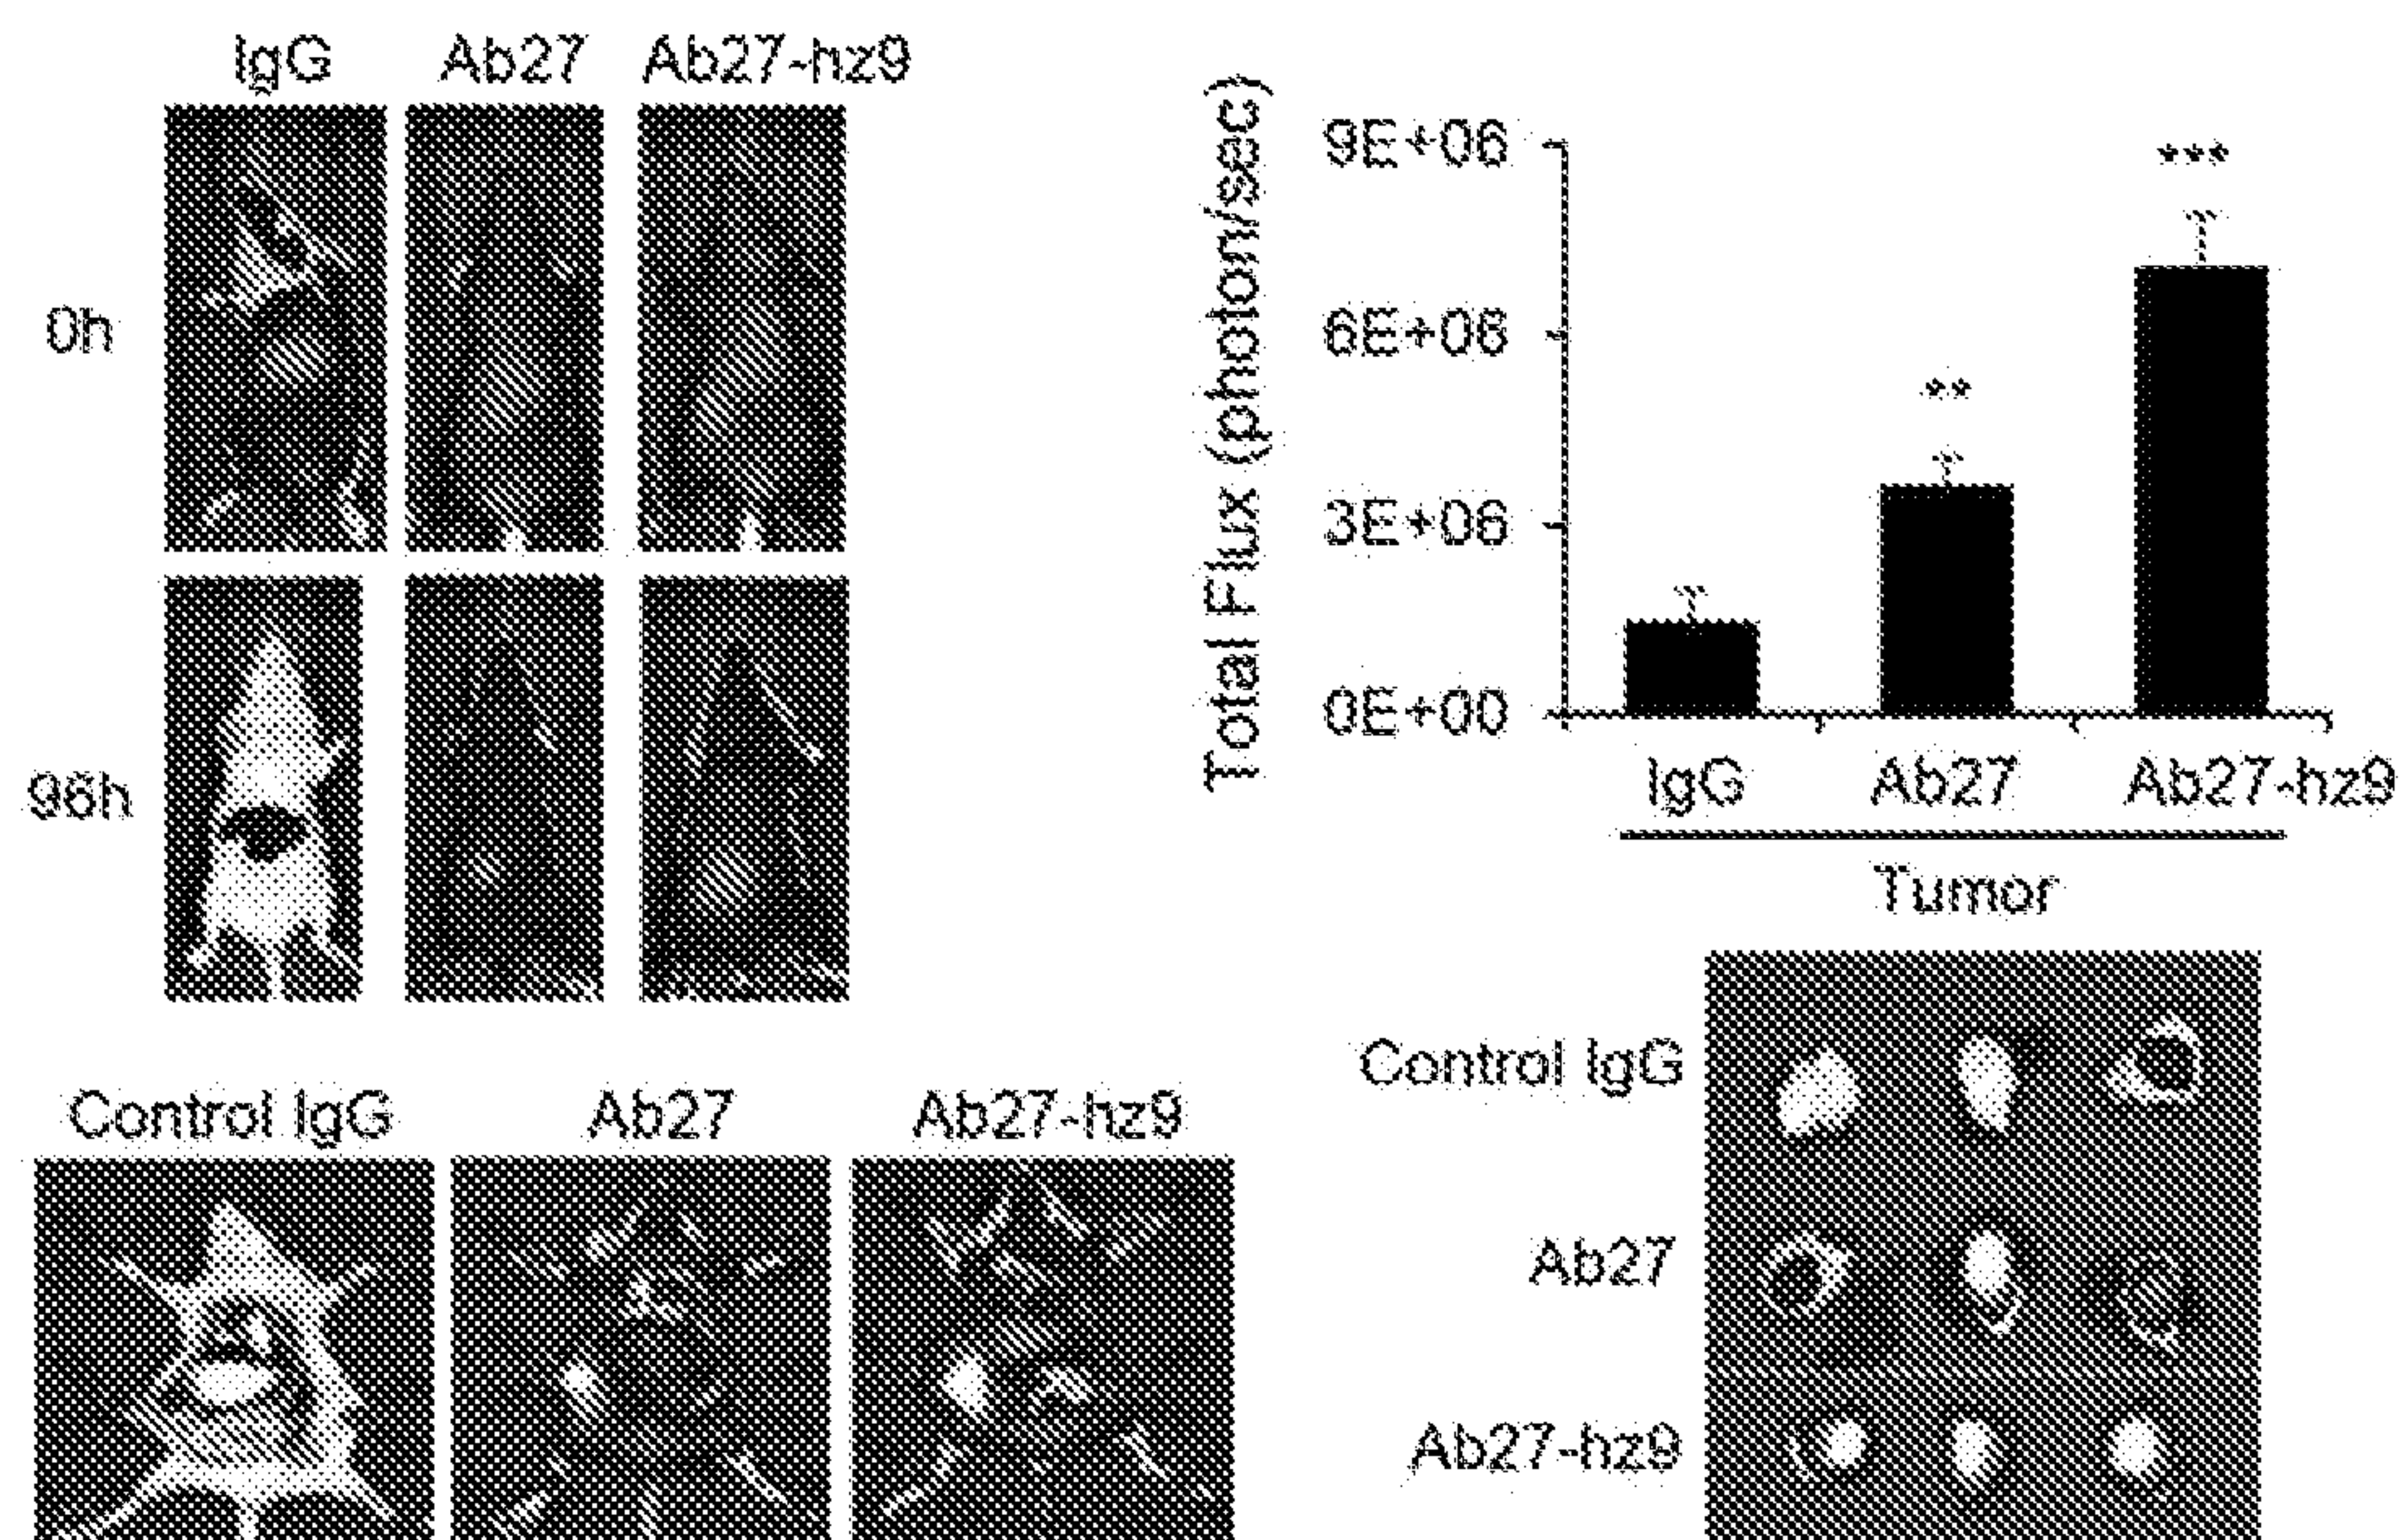 IgG Ab27 Ab27-hz9
0h
96h
Total Flux (photon/sec)
9E+06
6E+06
3E+06
0E+00
***
**
IgG Ab27 Ab27-hz9
Tumor
Control IgG Ab27 Ab27-hz9
Control IgG
Ab27
Ab27-hz9